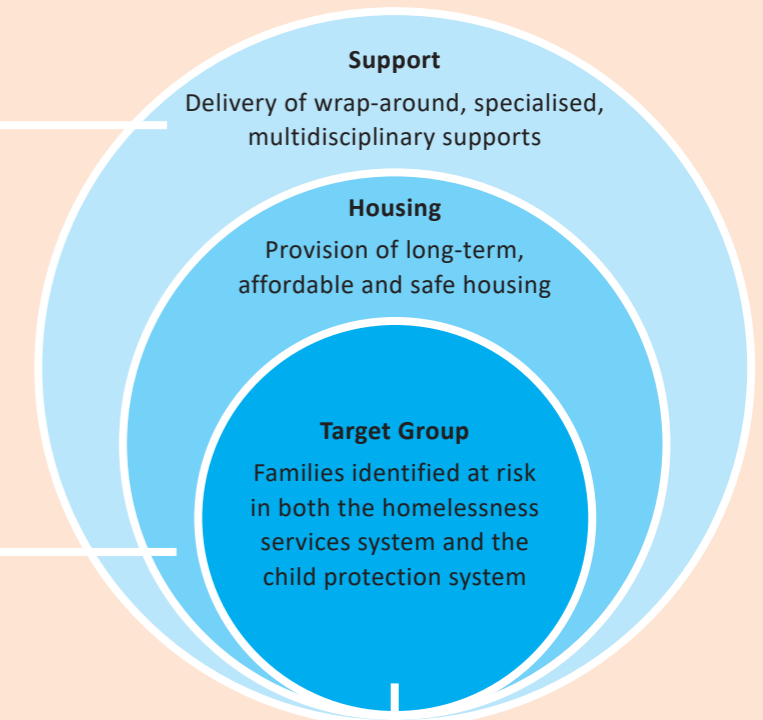 Support
Delivery of wrap-around, specialised,
multidisciplinary supports
Housing
Provision of long-term,
affordable and safe housing
Target Group
Families identified at risk
in both the homelessness
services system and the
child protection system